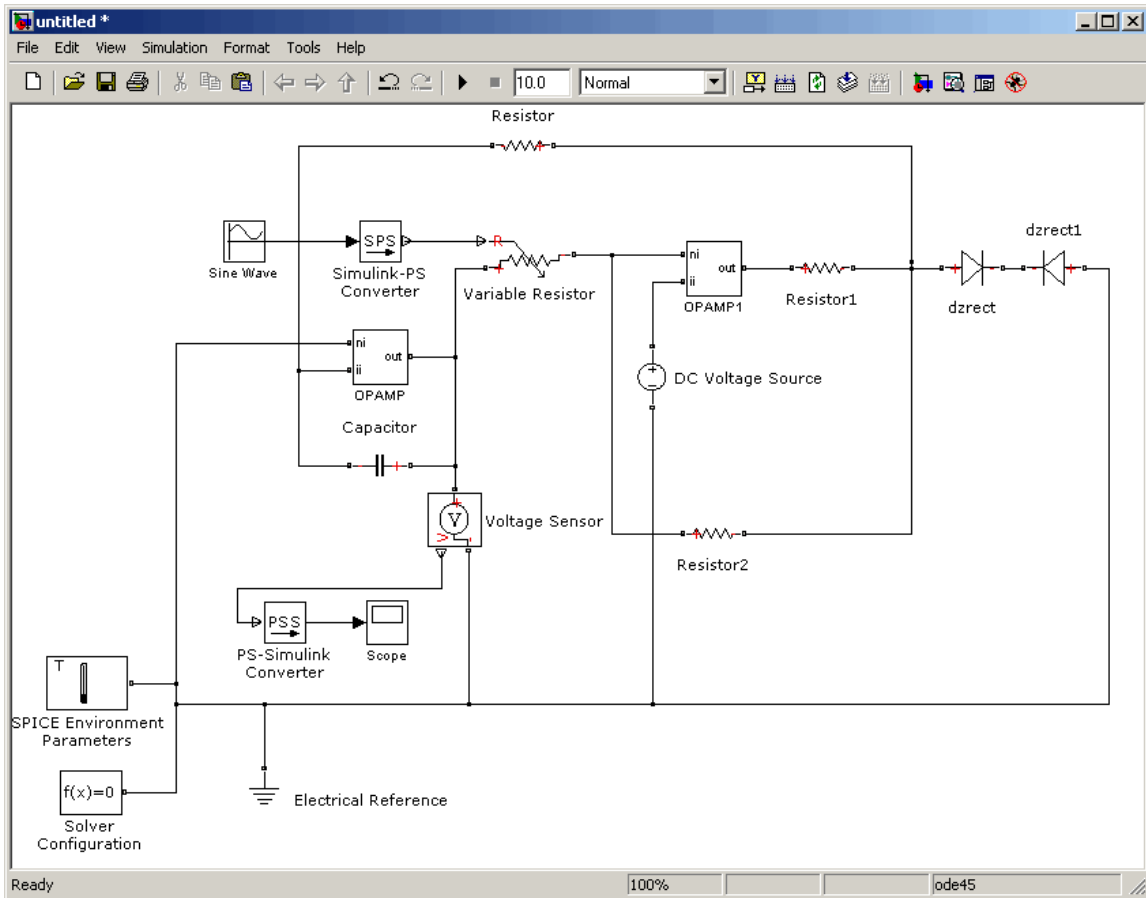 untitled *
File Edit View Simulation Format Tools Help
10.0 Normal
Resistor
Sine Wave
SPS
Simulink-PS
Converter
R
Variable Resistor
ni
ii
out
OPAMP1
Resistor1
dzrect
dzrect1
ni
ii
out
OPAMP
DC Voltage Source
Capacitor
V
V
Voltage Sensor
Resistor2
PSS
PS-Simulink
Converter
Scope
T
SPICE Environment
Parameters
f(x)=0
Solver
Configuration
Electrical Reference
Ready 100% ode45